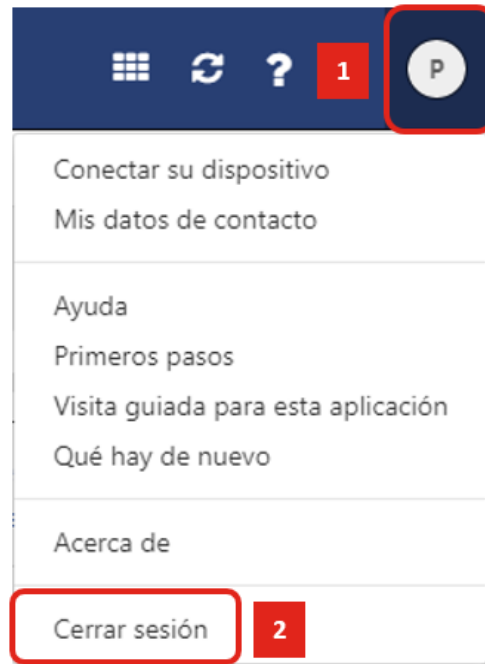 ? 1 P
Conectar su dispositivo
Mis datos de contacto
Ayuda
Primeros pasos
Visita guiada para esta aplicación
Qué hay de nuevo
Acerca de
Cerrar sesión 2